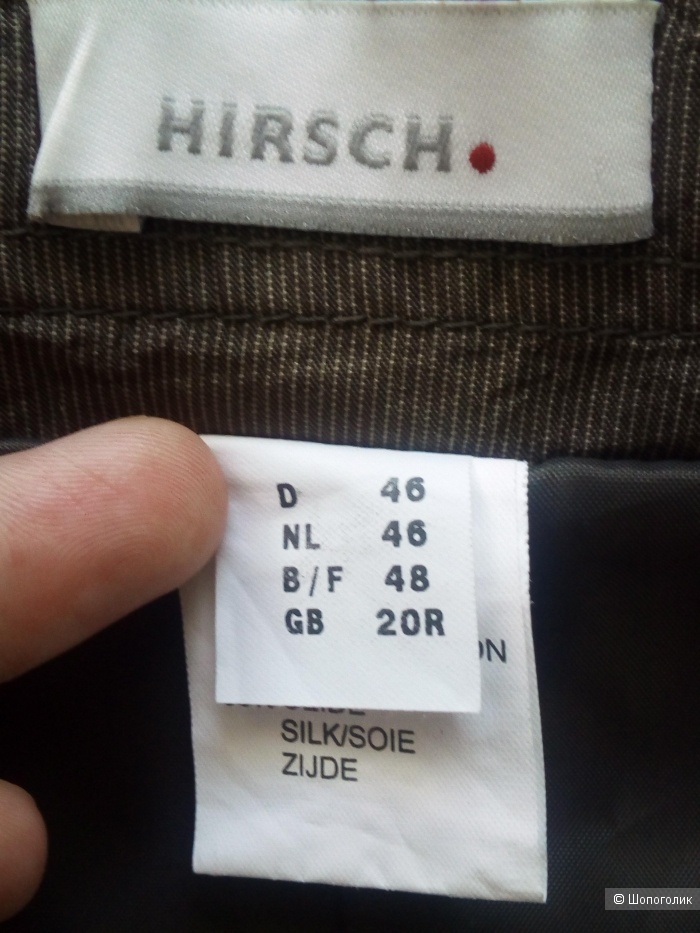 HIRSCH.
D 46
NL 46
B/F 48
GB 20R
SILK/SOIE
ZIJDE
© Шопоголик